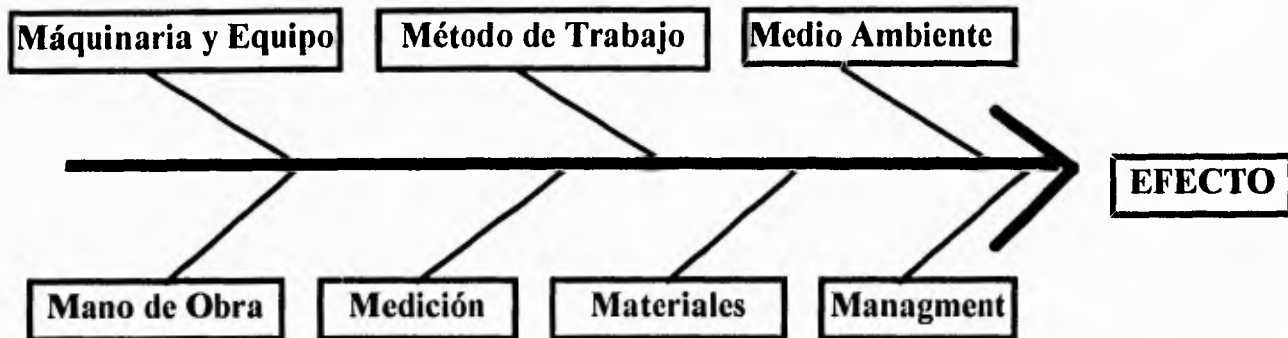 Máquinaria y Equipo
Método de Trabajo
Medio Ambiente
EFECTO
Mano de Obra
Medición
Materiales
Managment